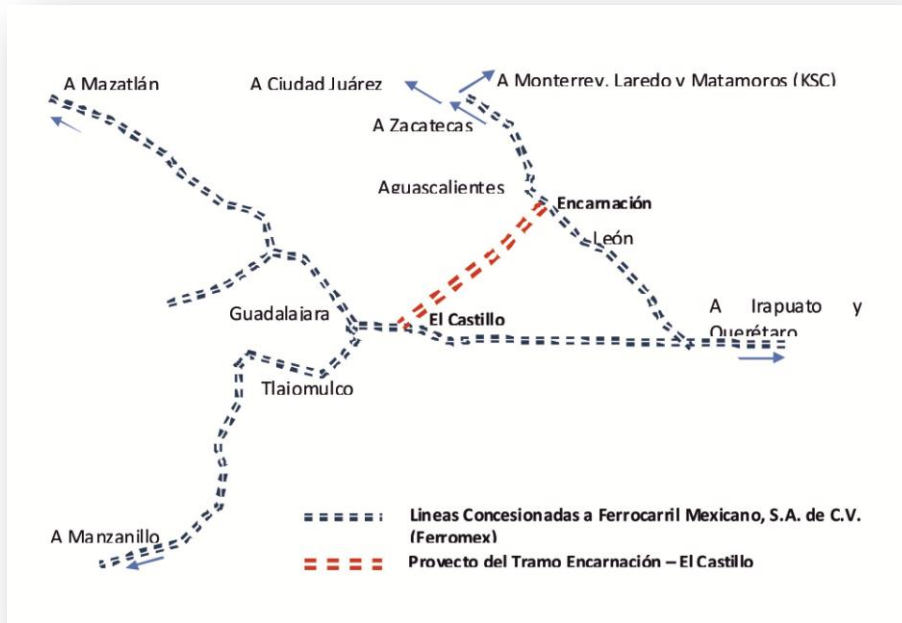 A Mazatlán
A Ciudad Juárez
A Monterrey, Laredo y Matamoros (KSC)
A Zacatecas
Aguascalientes
Encarnación
León
A Irapuato y
Querétaro
Guadalajara
El Castillo
Tlajomulco
A Manzanillo
Lineas Concesionadas a Ferrocarril Mexicano, S.A. de C.V.
(Ferromex)
Proyecto del Tramo Encarnación – El Castillo